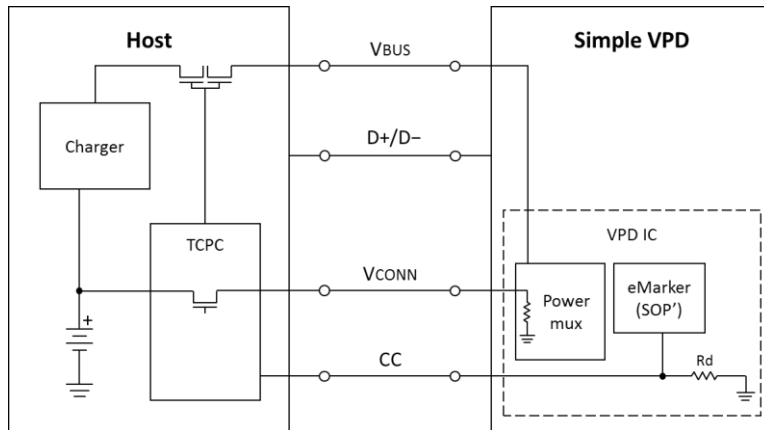 Host
VBUS
Simple VPD
Charger
D+/D−
TCPC
VPD IC
VCONN
Power
mux
eMarker
(SOP')
+
CC
Rd